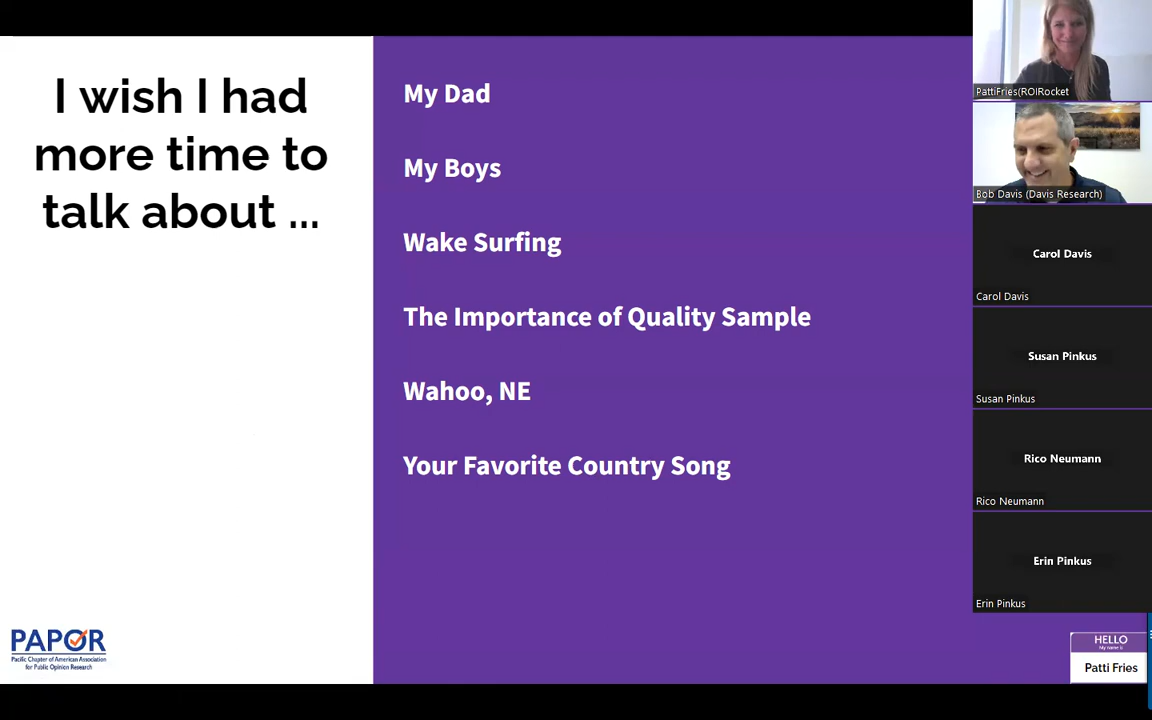 I wish I had
more time to
talk about ...
My Dad
My Boys
Wake Surfing
The Importance of Quality Sample
Wahoo, NE
Your Favorite Country Song
PAPOR
Pacific Chapter of American Association
for Public Opinion Research
PattiFries(ROIRocket
Bob Davis (Davis Research)
Carol Davis
Carol Davis
Susan Pinkus
Susan Pinkus
Rico Neumann
Rico Neumann
Erin Pinkus
Erin Pinkus
HELLO
My name is
Patti Fries